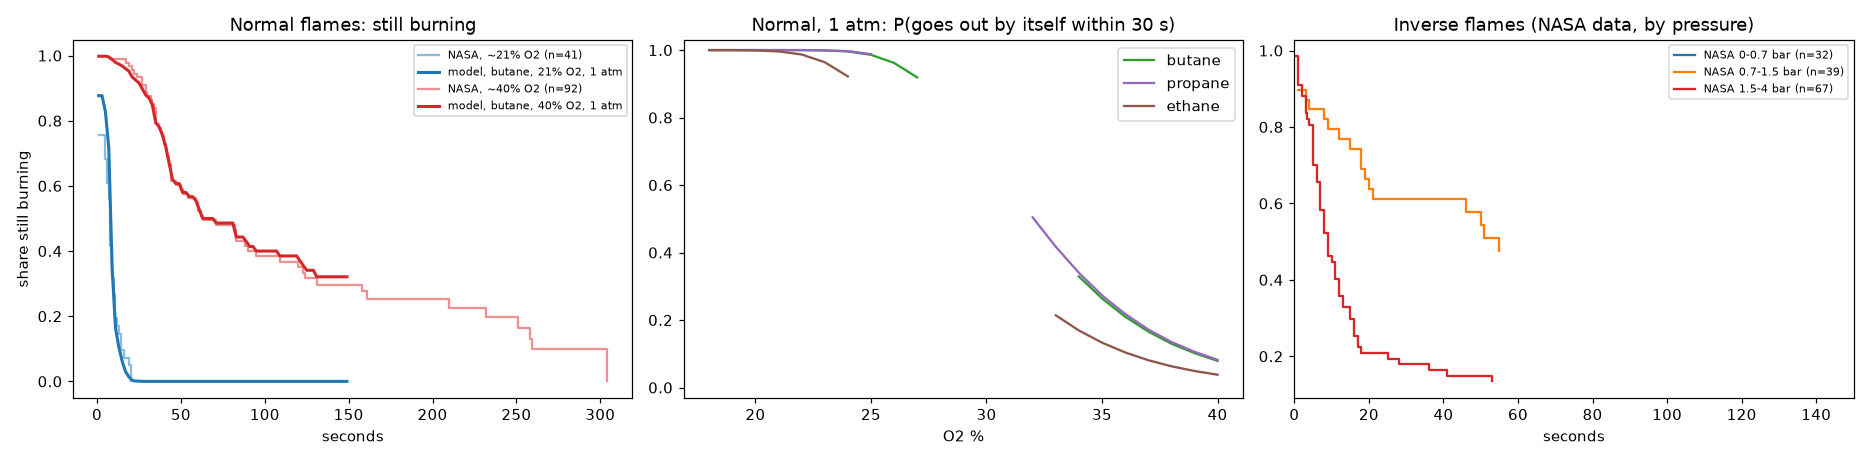 Normal flames: still burning
share still burning
1.0
0.8
0.6
0.4
0.2
0.0
NASA, ~21% O2 (n=41)
model, butane, 21% O2, 1 atm
NASA, ~40% O2 (n=92)
model, butane, 40% O2, 1 atm
0 50 100 150 200 250 300
seconds
Normal, 1 atm: P(goes out by itself within 30 s)
1.0
0.8
0.6
0.4
0.2
0.0
butane
propane
ethane
20 25 30 35 40
O2 %
Inverse flames (NASA data, by pressure)
1.0
0.8
0.6
0.4
0.2
NASA 0-0.7 bar (n=32)
NASA 0.7-1.5 bar (n=39)
NASA 1.5-4 bar (n=67)
0 20 40 60 80 100 120 140
seconds